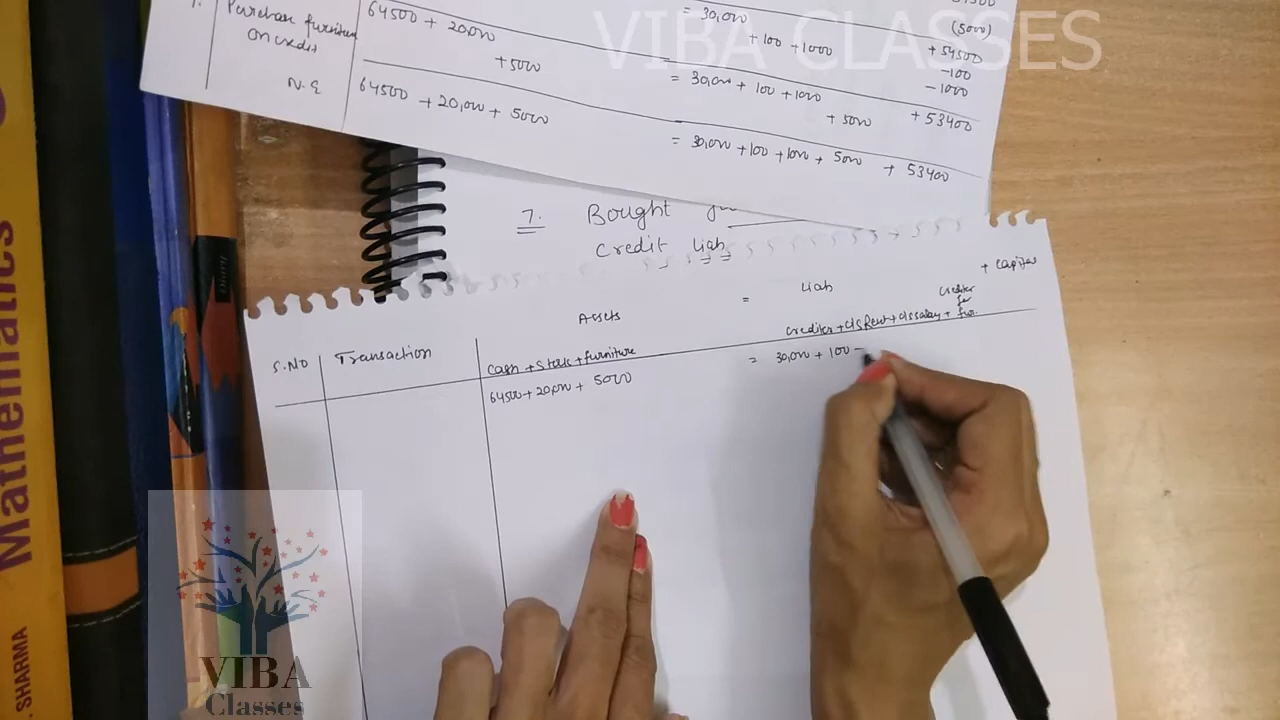 VIBA CLASSES
Purchase furniture
on credit
64500 + 20,000
+5000
= 30,000
+100 +1000
(5000)
+54500
-100
-1000
N.E
64500 + 20,000 + 5000
= 30,000 + 100 + 1000
+ 5000
+53400
= 30,000 +100 +1000 + 5000 + 53400
7. Bought
Credit liab
Assets = Liab + Capital
S.NO Transaction
Cash + Stock + furniture
Creditor + o/s Rent + o/s salary + fur.
Creditor
for
64500 + 20,000 + 5000
= 30,000 + 100
Mathematics
. SHARMA
VIBA
Classes